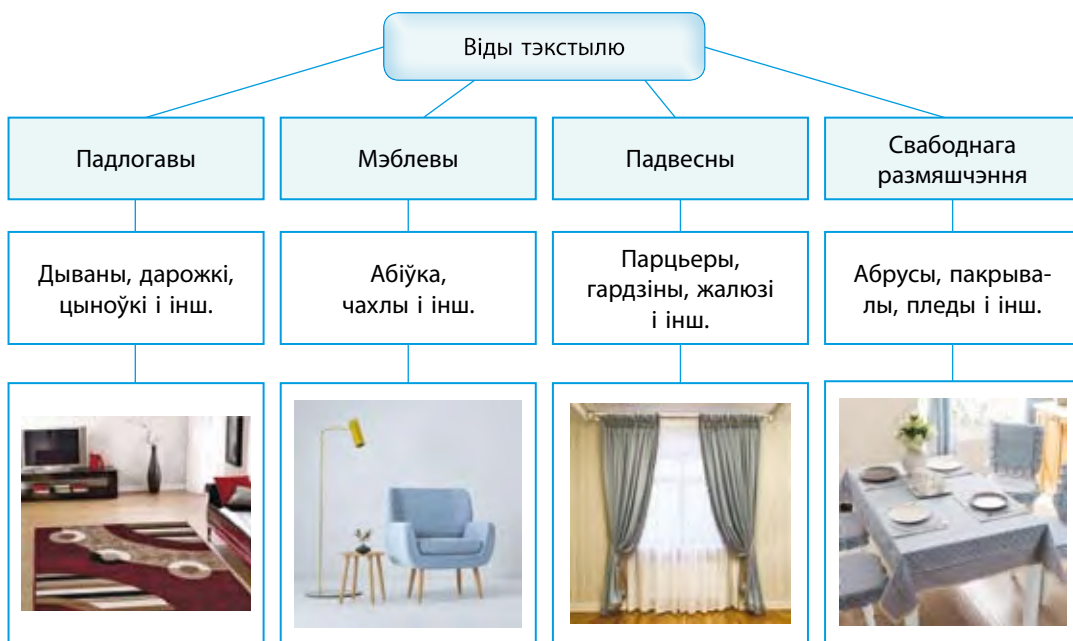 Віды тэкстылю
Падлогавы
Мэблевы
Падвесны
Свабоднага
размяшчэння
Дываны, дарожкі,
цыноўкі і інш.
Абіўка,
чахлы і інш.
Парцьеры,
гардзіны, жалюзі
і інш.
Абрусы, пакрыва-
лы, пледы і інш.